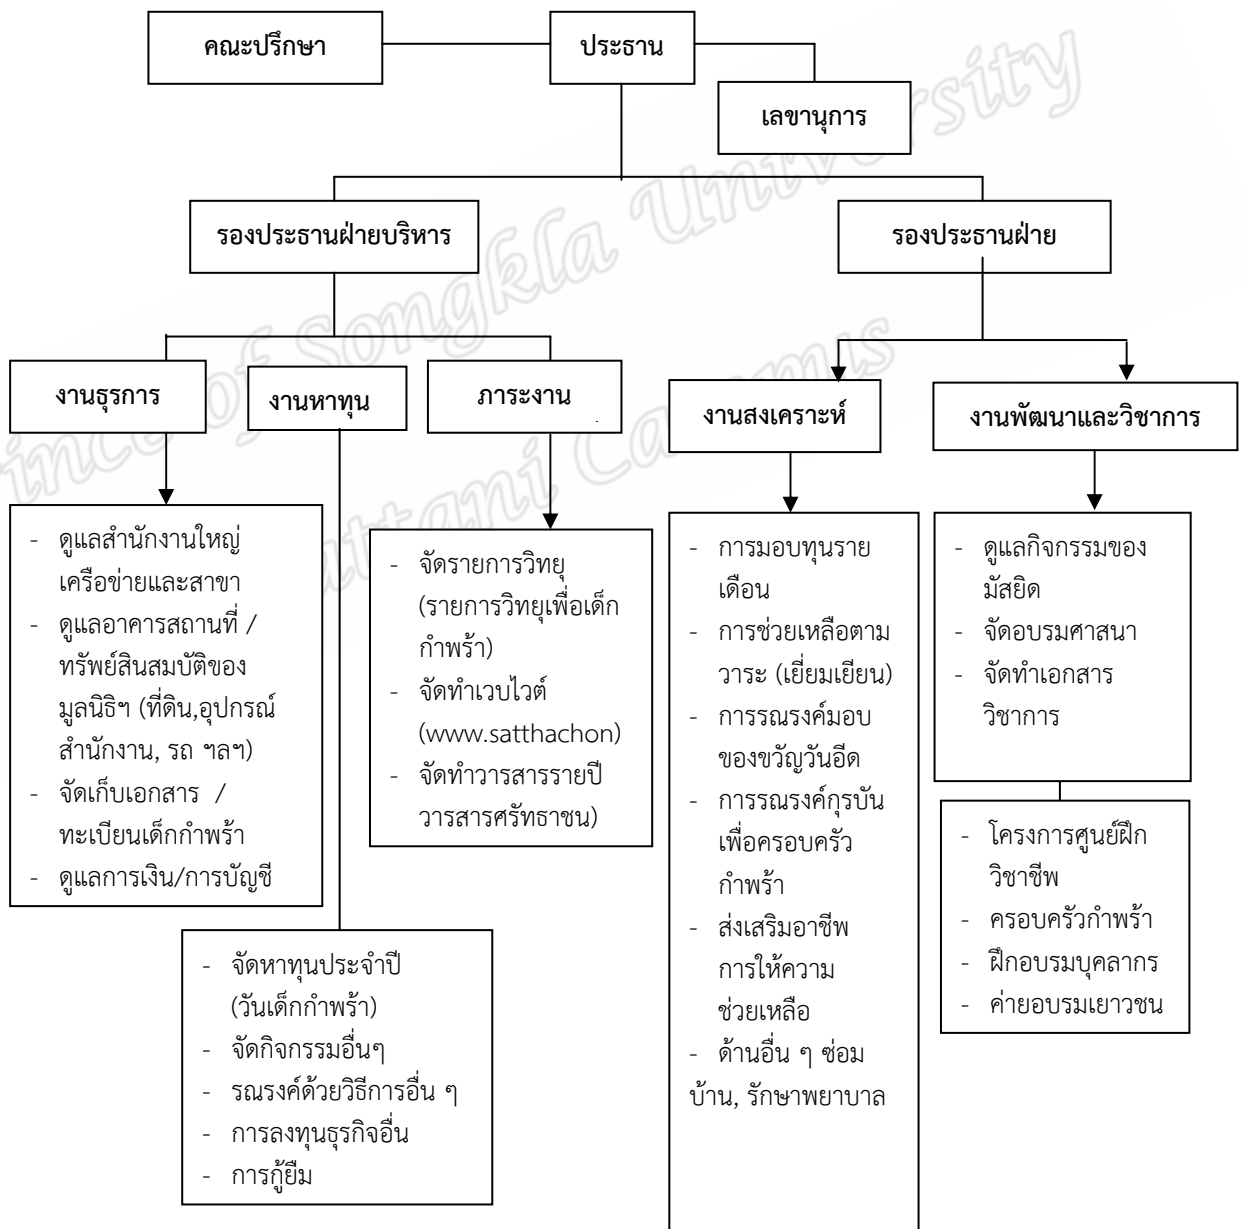 คณะปรึกษา
ประธาน
เลขานุการ
รองประธานฝ่ายบริหาร
รองประธานฝ่าย
งานธุรการ
งานหาทุน
ภาระงาน
งานสงเคราะห์
งานพัฒนาและวิชาการ
- ดูแลสำนักงานใหญ่
เครือข่ายและสาขา
- ดูแลอาคารสถานที่ /
ทรัพย์สินสมบัติของ
มูลนิธิฯ (ที่ดิน,อุปกรณ์
สำนักงาน, รถ ฯลฯ)
- จัดเก็บเอกสาร /
ทะเบียนเด็กกำพร้า
- ดูแลการเงิน/การบัญชี
- จัดหาทุนประจำปี
(วันเด็กกำพร้า)
- จัดกิจกรรมอื่นๆ
- รณรงค์ด้วยวิธีการอื่น ๆ
- การลงทุนธุรกิจอื่น
- การกู้ยืม
- จัดรายการวิทยุ
(รายการวิทยุเพื่อเด็ก
กำพร้า)
- จัดทำเวบไวต์
(www.satthachon)
- จัดทำวารสารรายปี
วารสารศรัทธาชน)
- การมอบทุนราย
เดือน
- การช่วยเหลือตาม
วาระ (เยี่ยมเยียน)
- การรณรงค์มอบ
ของขวัญวันอีด
- การรณรงค์กุรบัน
เพื่อครอบครัว
กำพร้า
- ส่งเสริมอาชีพ
การให้ความ
ช่วยเหลือ
- ด้านอื่น ๆ ซ่อม
บ้าน, รักษาพยาบาล
- ดูแลกิจกรรมของ
มัสยิด
- จัดอบรมศาสนา
- จัดทำเอกสาร
วิชาการ
- โครงการศูนย์ฝึก
วิชาชีพ
- ครอบครัวกำพร้า
- ฝึกอบรมบุคลากร
- ค่ายอบรมเยาวชน
Prince of Songkla University
Pattani Campus